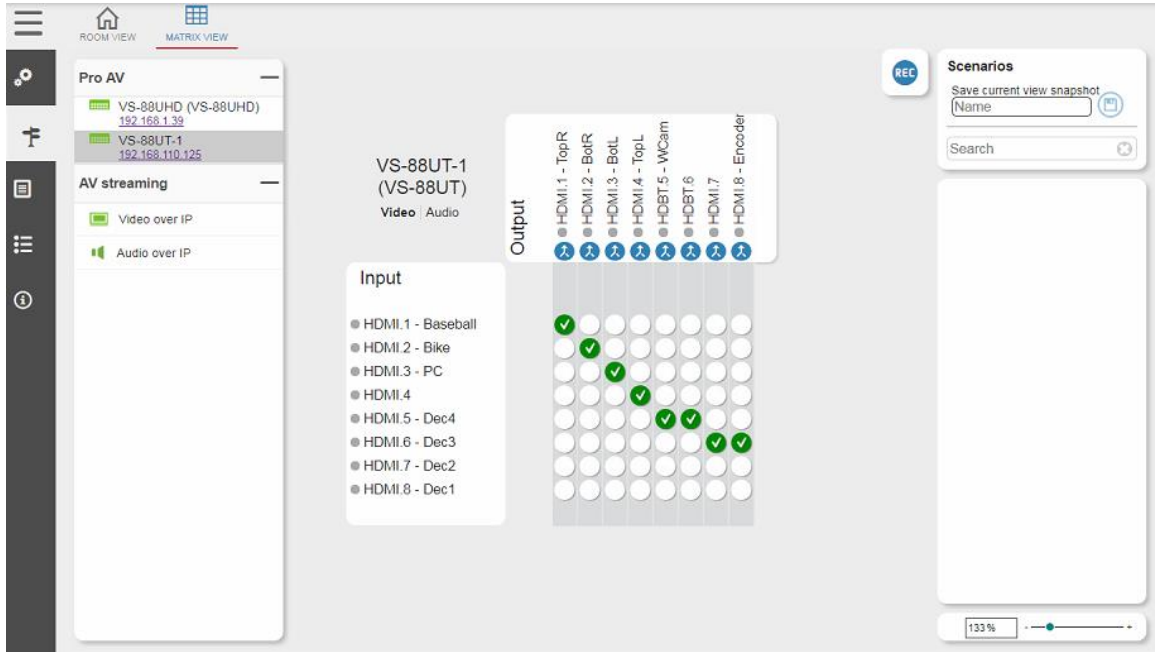 ROOM VIEW
MATRIX VIEW
Pro AV
VS-88UHD (VS-88UHD)
192.168.1.39
VS-88UT-1
192.168.110.125
AV streaming
Video over IP
Audio over IP
VS-88UT-1
(VS-88UT)
Video | Audio
Output
HDMI.1 - TopR
HDMI.2 - BotR
HDMI.3 - BotL
HDMI.4 - TopL
HDBT.5 - WCam
HDBT.6
HDMI.7
HDMI.8 - Encoder
Input
HDMI.1 - Baseball
HDMI.2 - Bike
HDMI.3 - PC
HDMI.4
HDMI.5 - Dec4
HDMI.6 - Dec3
HDMI.7 - Dec2
HDMI.8 - Dec1
REC
Scenarios
Save current view snapshot
Name
Search
133 %
- +